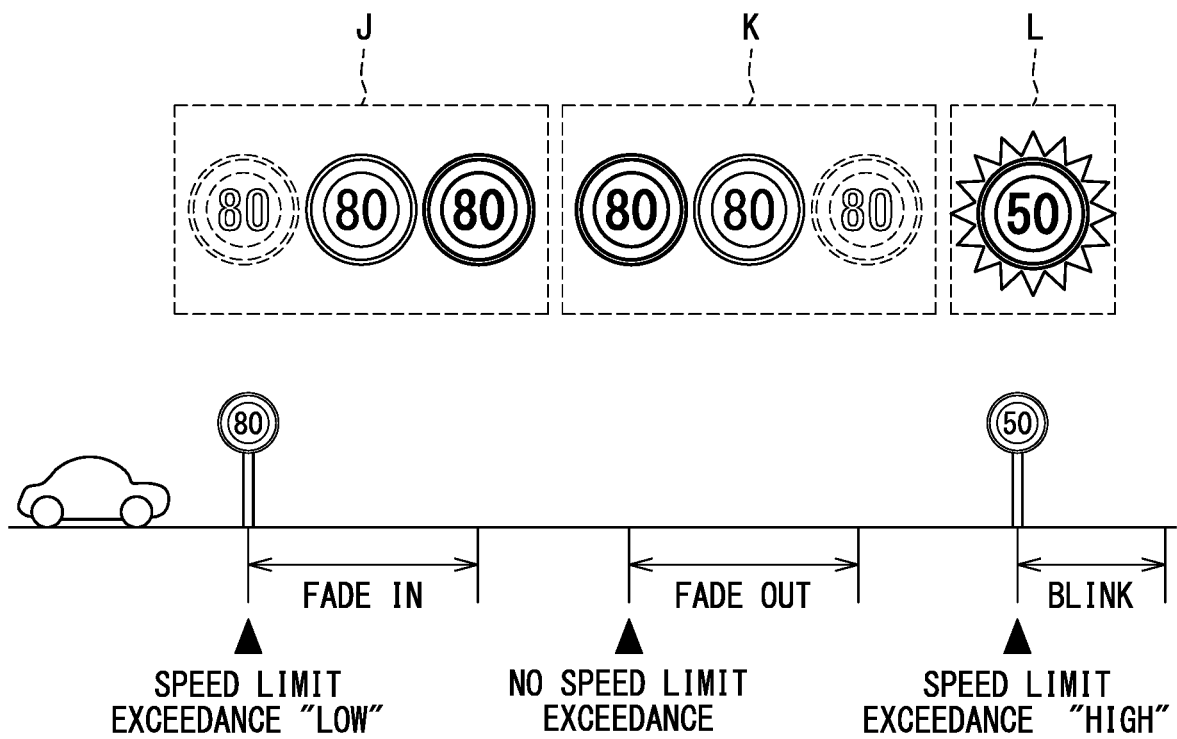 J K L
80 80 80 80 80 80 50
80 50
FADE IN FADE OUT BLINK
SPEED LIMIT
EXCEEDANCE "LOW"
NO SPEED LIMIT
EXCEEDANCE
SPEED LIMIT
EXCEEDANCE "HIGH"